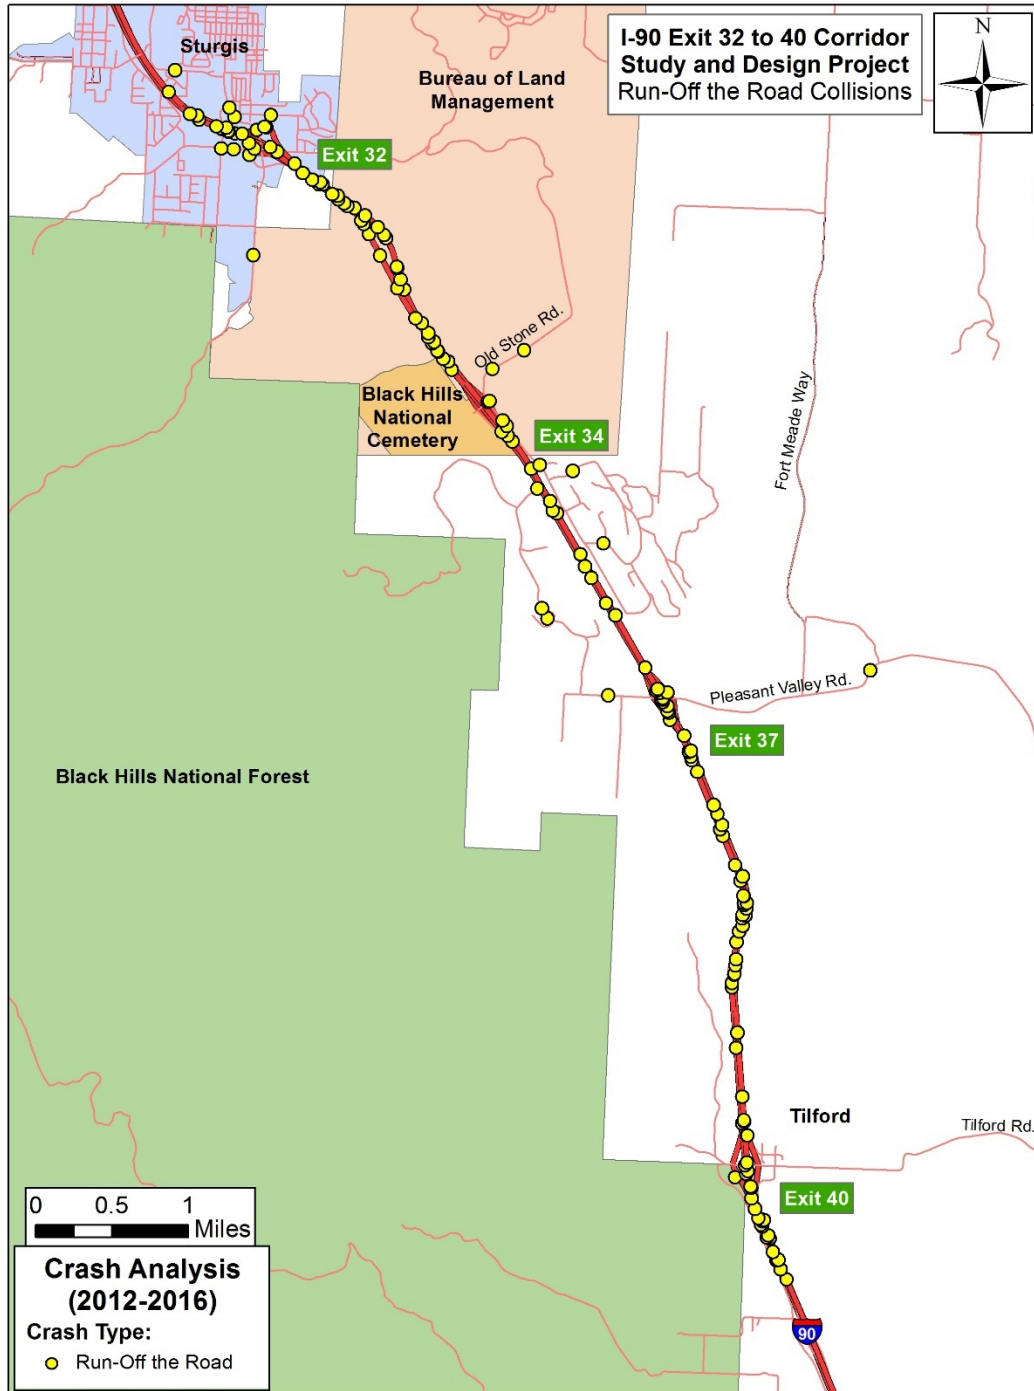 I-90 Exit 32 to 40 Corridor
Study and Design Project
Run-Off the Road Collisions
N
Sturgis
Bureau of Land
Management
Exit 32
Old Stone Rd.
Black Hills
National
Cemetery
Exit 34
Fort Meade Way
Pleasant Valley Rd.
Exit 37
Black Hills National Forest
Tilford
Tilford Rd.
Exit 40
0 0.5 1
Miles
Crash Analysis
(2012-2016)
Crash Type:
Run-Off the Road
90